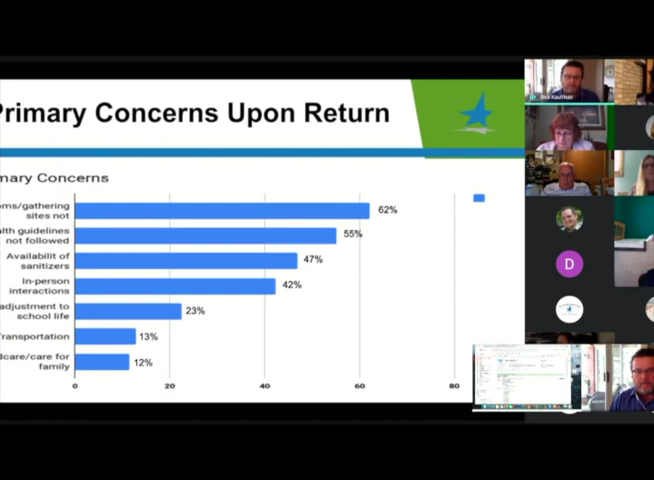 Primary Concerns Upon Return
mary Concerns
oms/gathering
sites not
62%
alth guidelines
not followed
55%
Availabilit of
sanitizers
47%
In-person
interactions
42%
adjustment to
school life
23%
Transportation
13%
dcare/care for
family
12%
0 20 40 60 80
D